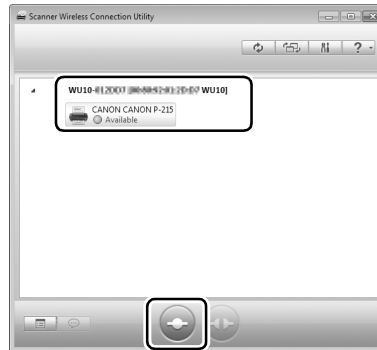 Scanner Wireless Connection Utility
?
WU10- WU10]
CANON CANON P-215
Available